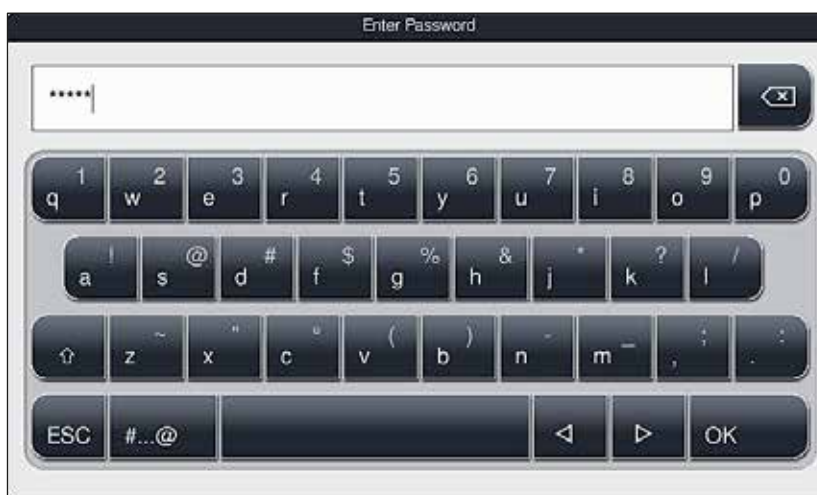 Enter Password
*****
q 1 w 2 e 3 r 4 t 5 y 6 u 7 i 8 o 9 p 0
a ! s @ d # f $ g % h & j * k ? l /
z ~ x " c º v ( b ) n - m _ , ; . :
ESC #...@ OK